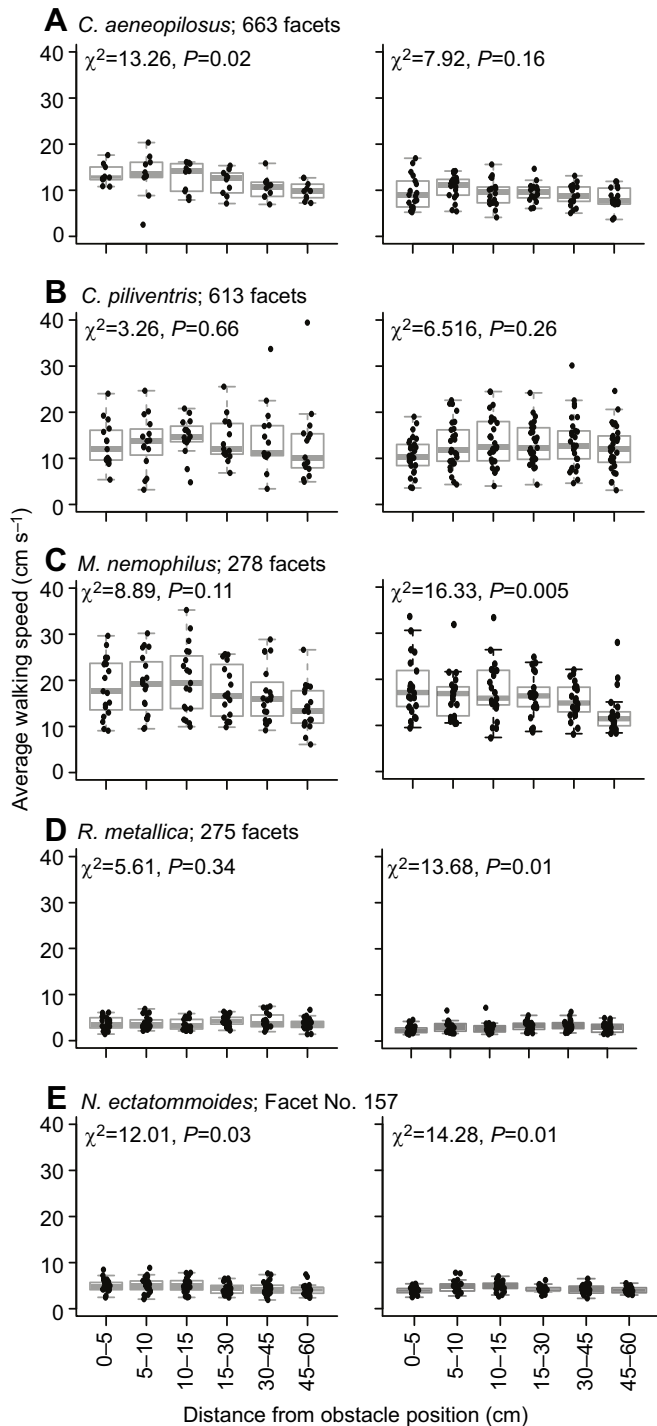 A C. aeneopilosus; 663 facets
χ²=13.26, P=0.02
χ²=7.92, P=0.16
40
30
20
10
0
B C. piliventris; 613 facets
χ²=3.26, P=0.66
χ²=6.516, P=0.26
40
30
20
10
0
C M. nemophilus; 278 facets
χ²=8.89, P=0.11
χ²=16.33, P=0.005
40
30
20
10
0
Average walking speed (cm s⁻¹)
D R. metallica; 275 facets
χ²=5.61, P=0.34
χ²=13.68, P=0.01
40
30
20
10
0
E N. ectatommoides; Facet No. 157
χ²=12.01, P=0.03
χ²=14.28, P=0.01
40
30
20
10
0
0–5 5–10 10–15 15–30 30–45 45–60
0–5 5–10 10–15 15–30 30–45 45–60
Distance from obstacle position (cm)